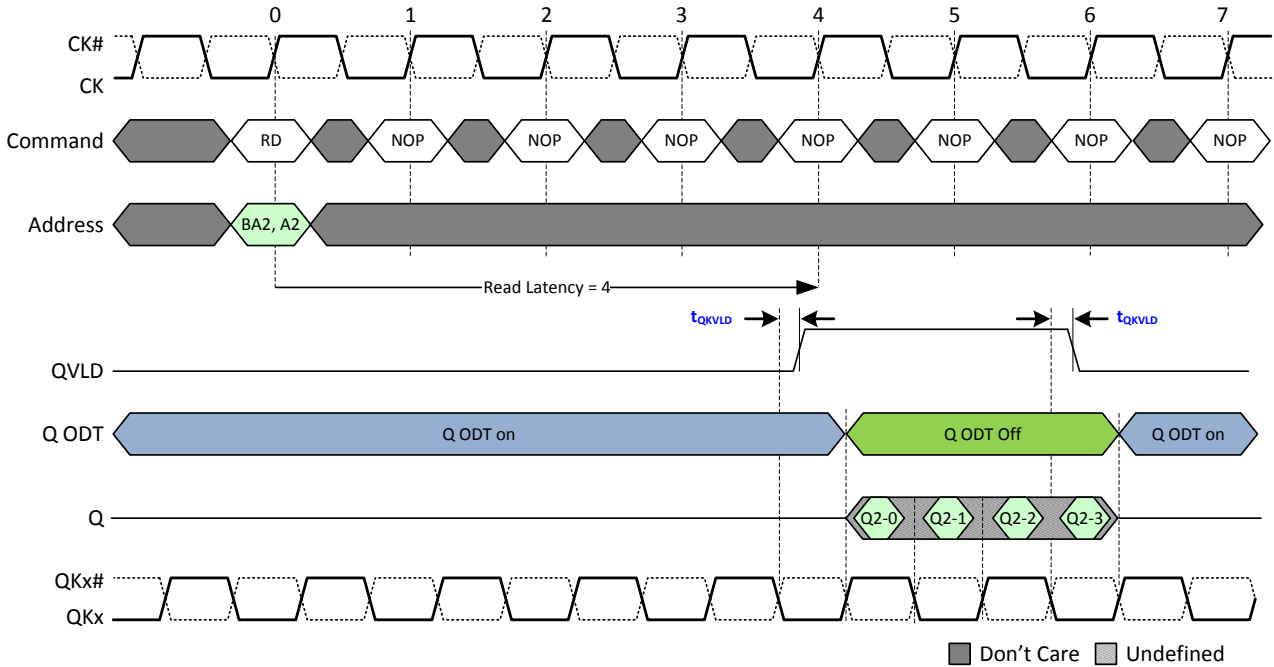 0 1 2 3 4 5 6 7
CK#
CK
Command RD NOP NOP NOP NOP NOP NOP NOP
Address BA2, A2
Read Latency = 4
tQKVLD tQKVLD
QVLD
Q ODT Q ODT on Q ODT Off Q ODT on
Q Q2-0 Q2-1 Q2-2 Q2-3
QKx#
QKx
Don't Care Undefined